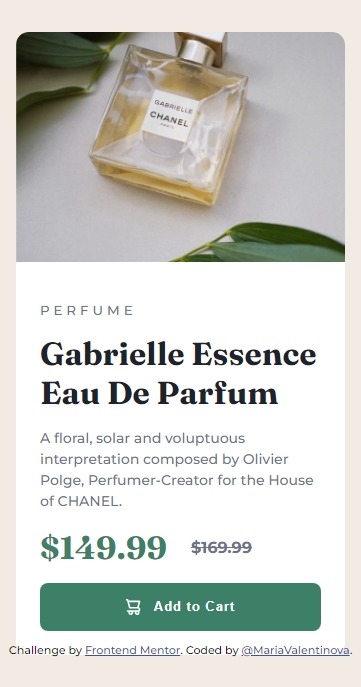 GABRIELLE
CHANEL
PARIS
PERFUME
Gabrielle Essence
Eau De Parfum
A floral, solar and voluptuous
interpretation composed by Olivier
Polge, Perfumer-Creator for the House
of CHANEL.
$149.99 $169.99
Add to Cart
Challenge by Frontend Mentor. Coded by @MariaValentinova.